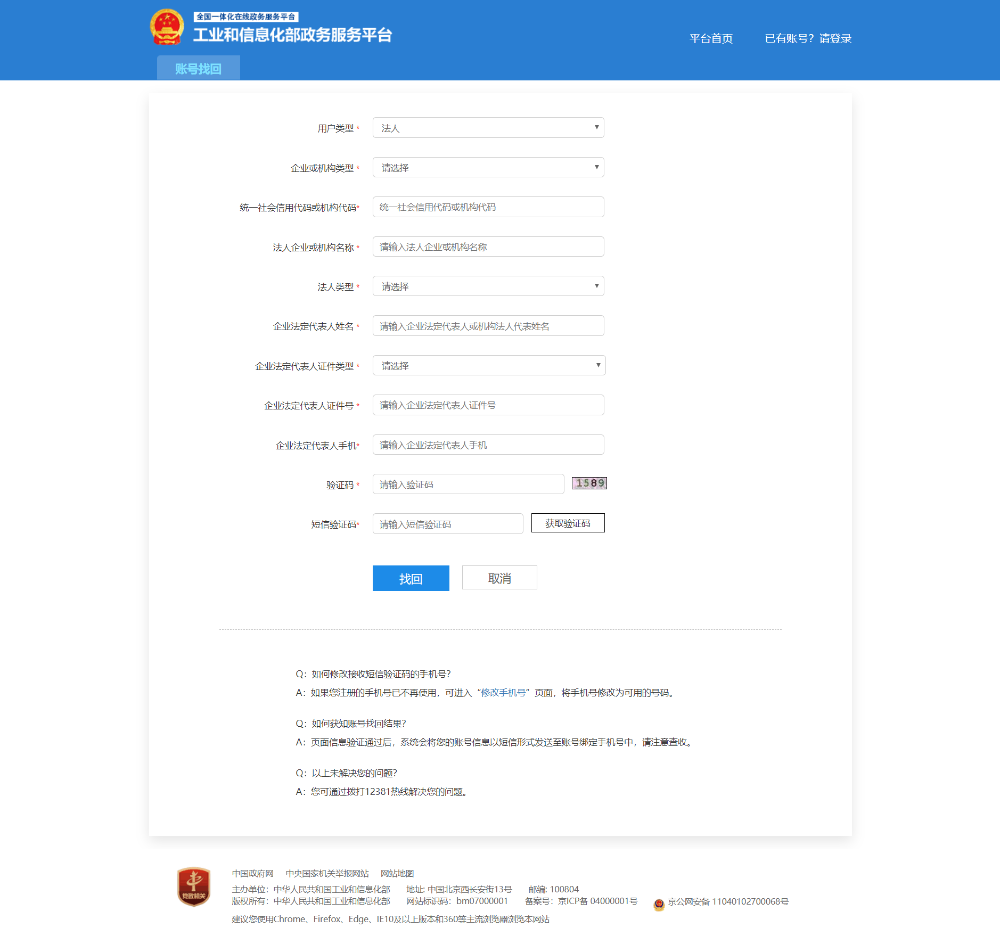 全国一体化在线政务服务平台
工业和信息化部政务服务平台
平台首页 已有账号？请登录
账号找回
用户类型 * 法人
企业或机构类型 * 请选择
统一社会信用代码或机构代码* 统一社会信用代码或机构代码
法人企业或机构名称 * 请输入法人企业或机构名称
法人类型 * 请选择
企业法定代表人姓名 * 请输入企业法定代表人或机构法人代表姓名
企业法定代表人证件类型 * 请选择
企业法定代表人证件号 * 请输入企业法定代表人证件号
企业法定代表人手机* 请输入企业法定代表人手机
验证码 * 请输入验证码 1589
短信验证码* 请输入短信验证码 获取验证码
找回 取消
Q：如何修改接收短信验证码的手机号？
A：如果您注册的手机号已不再使用，可进入“修改手机号”页面，将手机号修改为可用的号码。
Q：如何获知账号找回结果？
A：页面信息验证通过后，系统会将您的账号信息以短信形式发送至账号绑定手机号中，请注意查收。
Q：以上未解决您的问题？
A：您可通过拨打12381热线解决您的问题。
党政机关
中国政府网 中央国家机关举报网站 网站地图
主办单位：中华人民共和国工业和信息化部 地址: 中国北京西长安街13号 邮编: 100804
版权所有：中华人民共和国工业和信息化部 网站标识码：bm07000001 备案号：京ICP备 04000001号 京公网安备 11040102700068号
建议您使用Chrome、Firefox、Edge、IE10及以上版本和360等主流浏览器浏览本网站